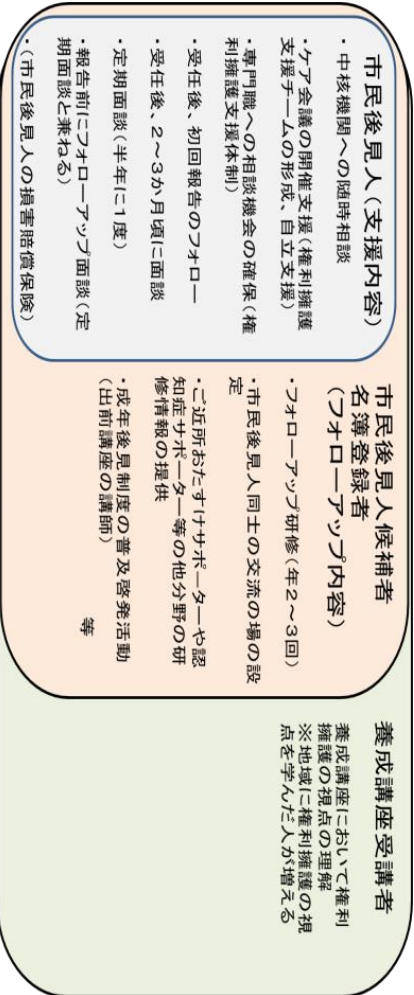 市民後見人(支援内容)
・中核機関への随時相談
・ケア会議の開催支援(権利擁護
支援チームの形成、自立支援)
・専門職への相談機会の確保(権
利擁護支援体制)
・受任後、初回報告のフォロー
・受任後、2~3か月頃に面談
・定期面談(半年に1度)
・報告前にフォローアップ面談(定
期面談と兼ねる)
・(市民後見人の損害賠償保険)
市民後見人候補者
名簿登録者
(フォローアップ内容)
・フォローアップ研修(年2~3回)
・市民後見人同士の交流の場の設
定
・ご近所おたすけサポーターや認
知症サポーター等の他分野の研
修情報の提供
・成年後見制度の普及啓発活動
(出前講座の講師)
等
養成講座受講者
養成講座において権利
擁護の視点の理解
※地域に権利擁護の視
点を学んだ人が増える